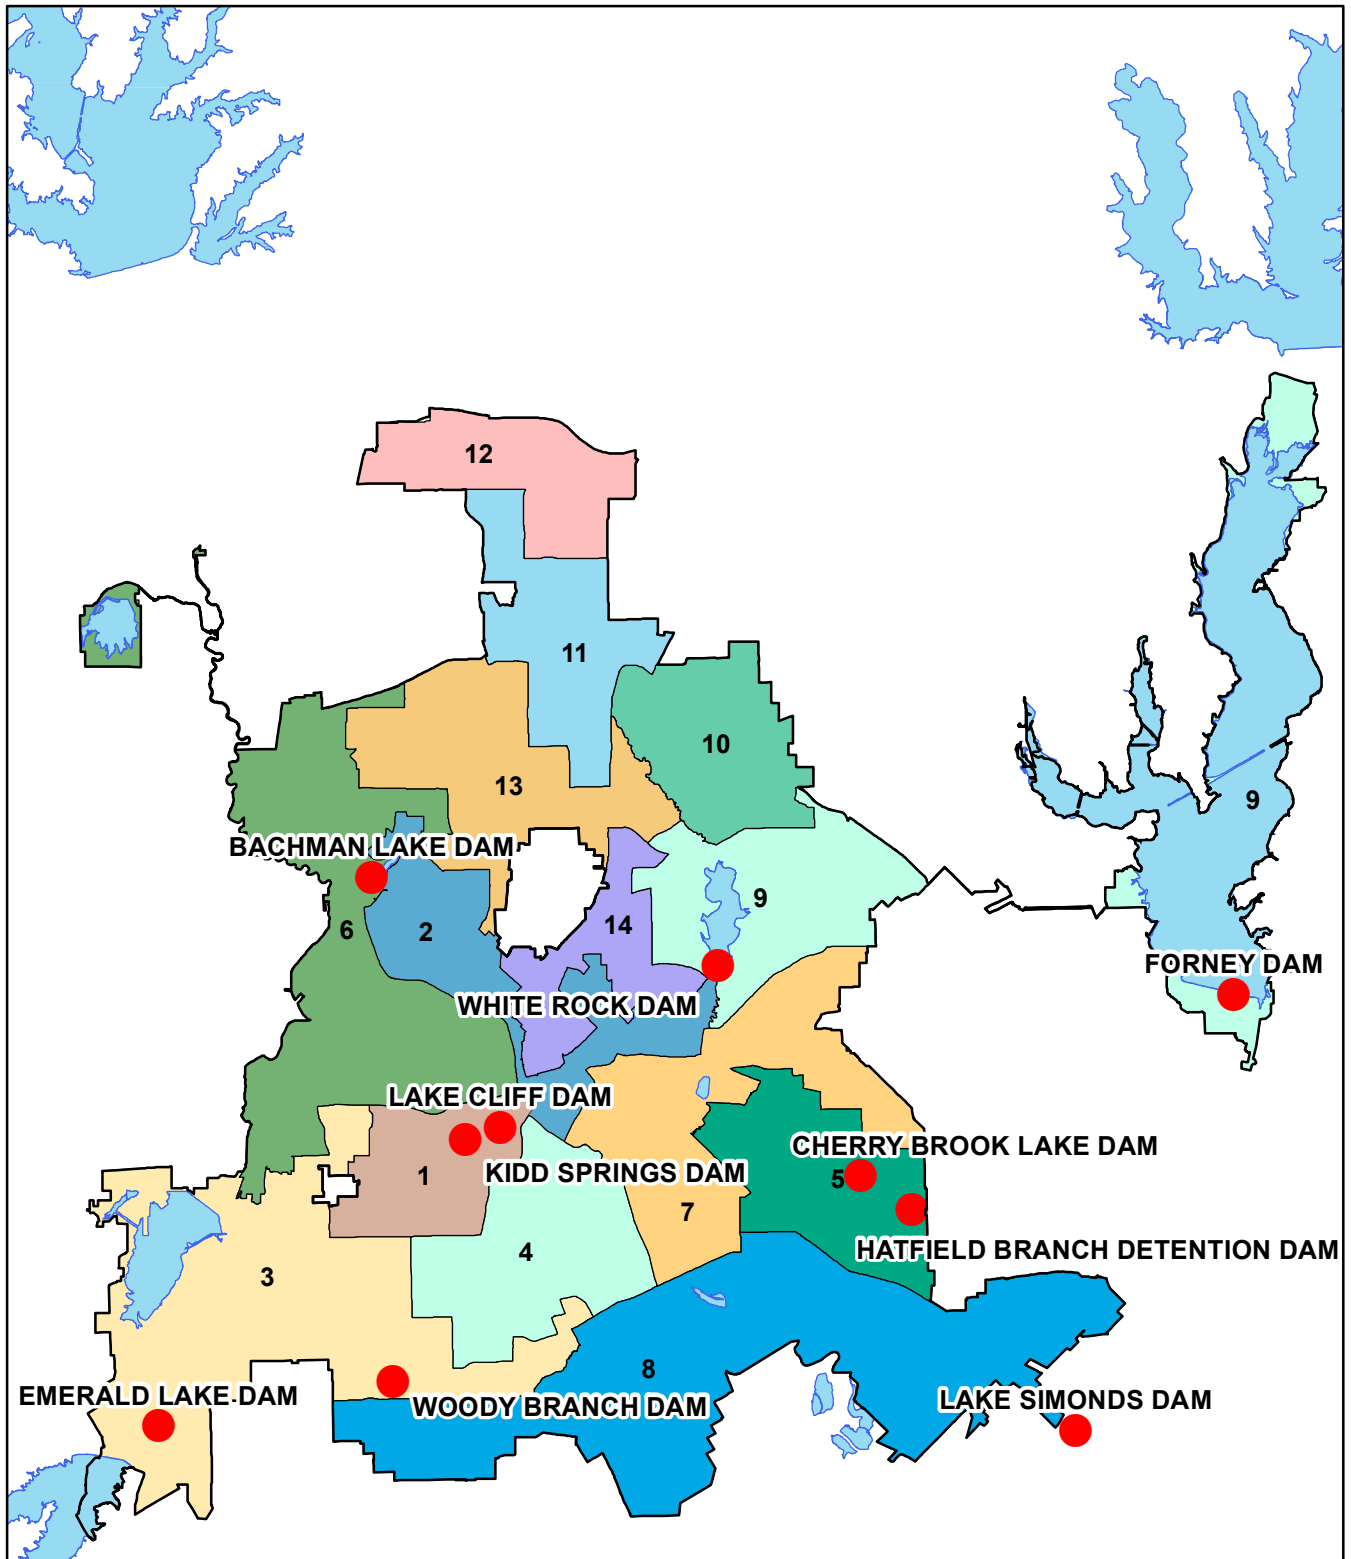 12
11
10
13
9
BACHMAN LAKE DAM
9
14
6
2
FORNEY DAM
WHITE ROCK DAM
LAKE CLIFF DAM
CHERRY BROOK LAKE DAM
KIDD SPRINGS DAM
1
5
7
HATFIELD BRANCH DETENTION DAM
4
3
8
EMERALD LAKE DAM
LAKE SIMONDS DAM
WOODY BRANCH DAM